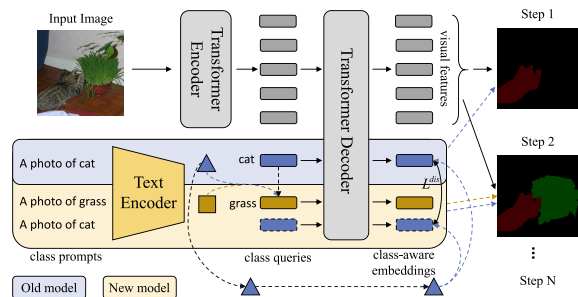 Input Image
Transformer
Encoder
Transformer Decoder
visual features
Step 1
A photo of cat
cat
Text
Encoder
A photo of grass
grass
A photo of cat
L^{dis}
Step 2
class prompts
class queries
class-aware
embeddings
Old model
New model
Step N